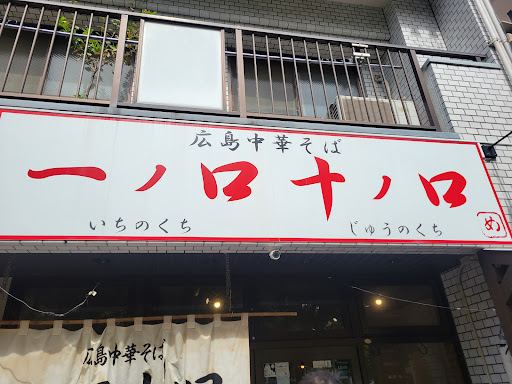 広島中華そば
一ノ口十ノ口
いちのくち じゅうのくち
め
広島中華そば